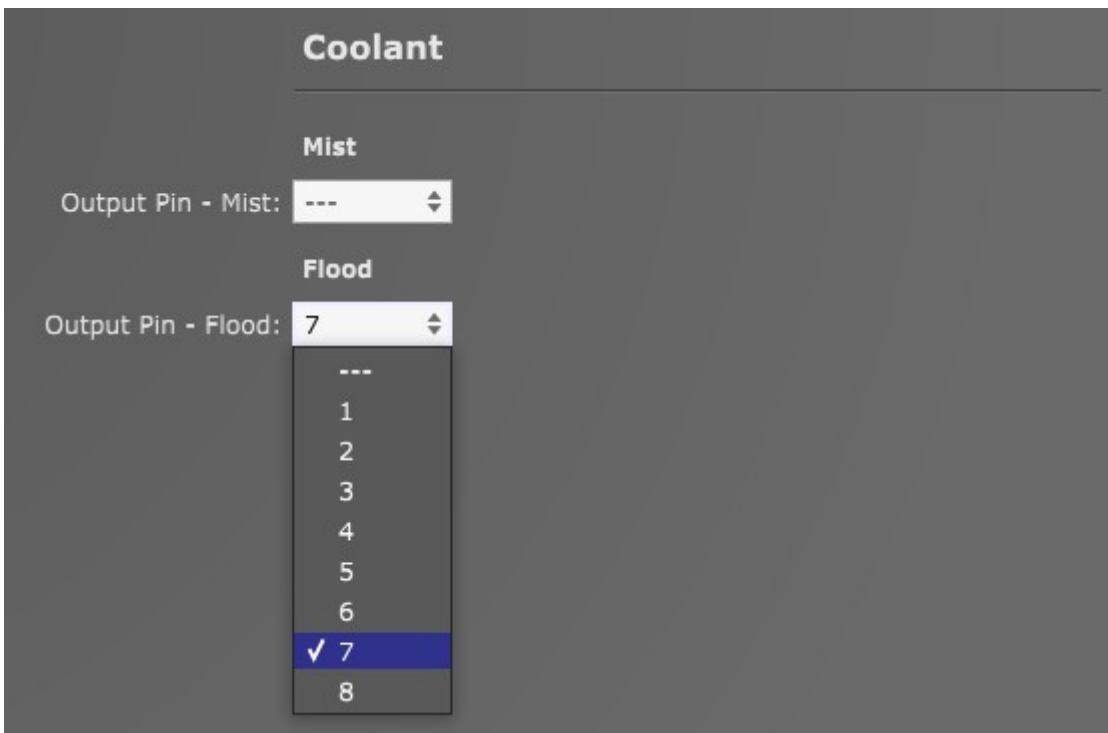 Coolant
Mist
Output Pin - Mist: ---
Flood
Output Pin - Flood: 7
---
1
2
3
4
5
6
✓ 7
8